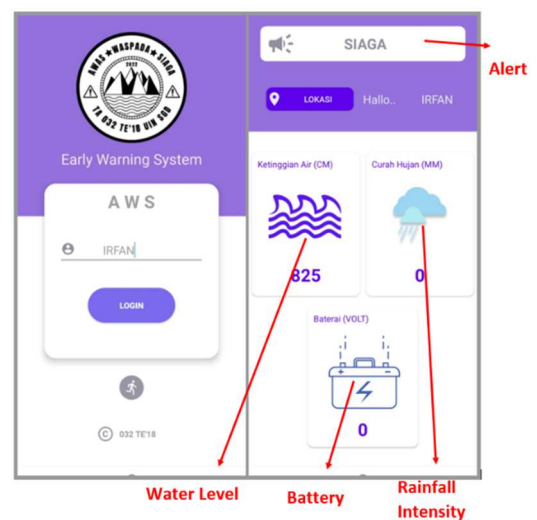 AWAS ★ WASPADA ★ SIAGA
2022
TA 032 TE'18 UIN SGD
Early Warning System
A W S
IRFAN
LOGIN
© 032 TE'18
SIAGA
LOKASI
Hallo..
IRFAN
Ketinggian Air (CM)
825
Curah Hujan (MM)
0
Baterai (VOLT)
0
Alert
Water Level
Battery
Rainfall
Intensity